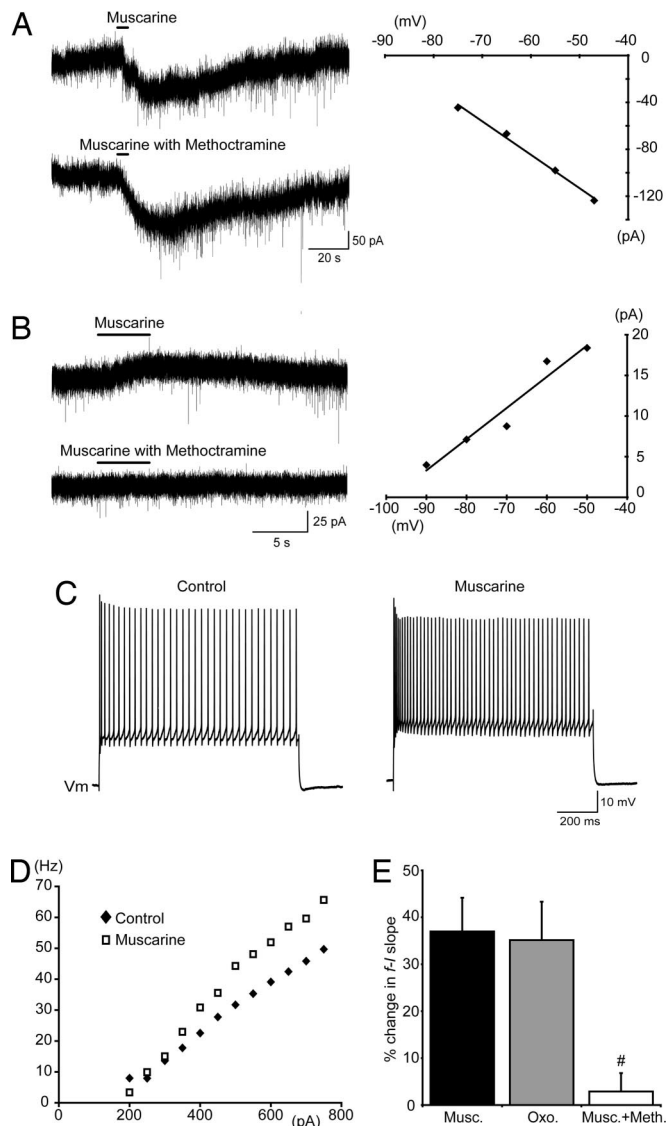 A
Muscarine
Muscarine with Methoctramine
50 pA
20 s
(mV)
-90 -80 -70 -60 -50 -40
0
-40
-80
-120
(pA)
B
Muscarine
Muscarine with Methoctramine
25 pA
5 s
(pA)
20
15
10
5
0
-100 -90 -80 -70 -60 -50 -40
(mV)
C
Control
Muscarine
Vm
10 mV
200 ms
D
(Hz)
70
60
50
40
30
20
10
0
Control
Muscarine
0 200 400 600 800
(pA)
E
% change in f-I slope
50
40
30
20
10
0
#
Musc. Oxo. Musc.+Meth.